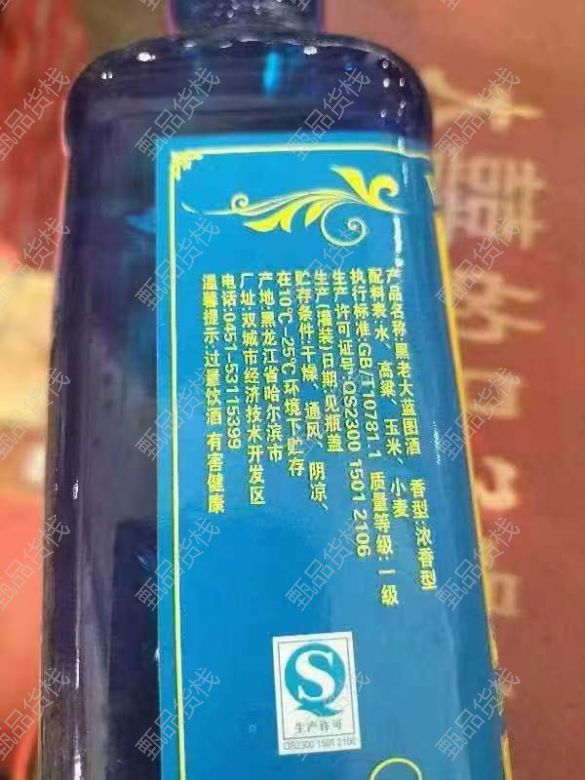 产品名称:黑老大蓝图酒 香型:浓香型
配料表:水、高粱、玉米、小麦
执行标准:GB/T10781.1 质量等级:一级
生产许可证号:QS2300 1501 2106
生产(灌装)日期:见瓶盖
贮存条件:干燥、通风、阴凉、
在10℃-25℃环境下贮存
产地:黑龙江省哈尔滨市
厂址:双城市经济技术开发区
电话:0451-53115399
温馨提示:过量饮酒 有害健康
生产许可
QS2300 1501 2106
甄品货栈